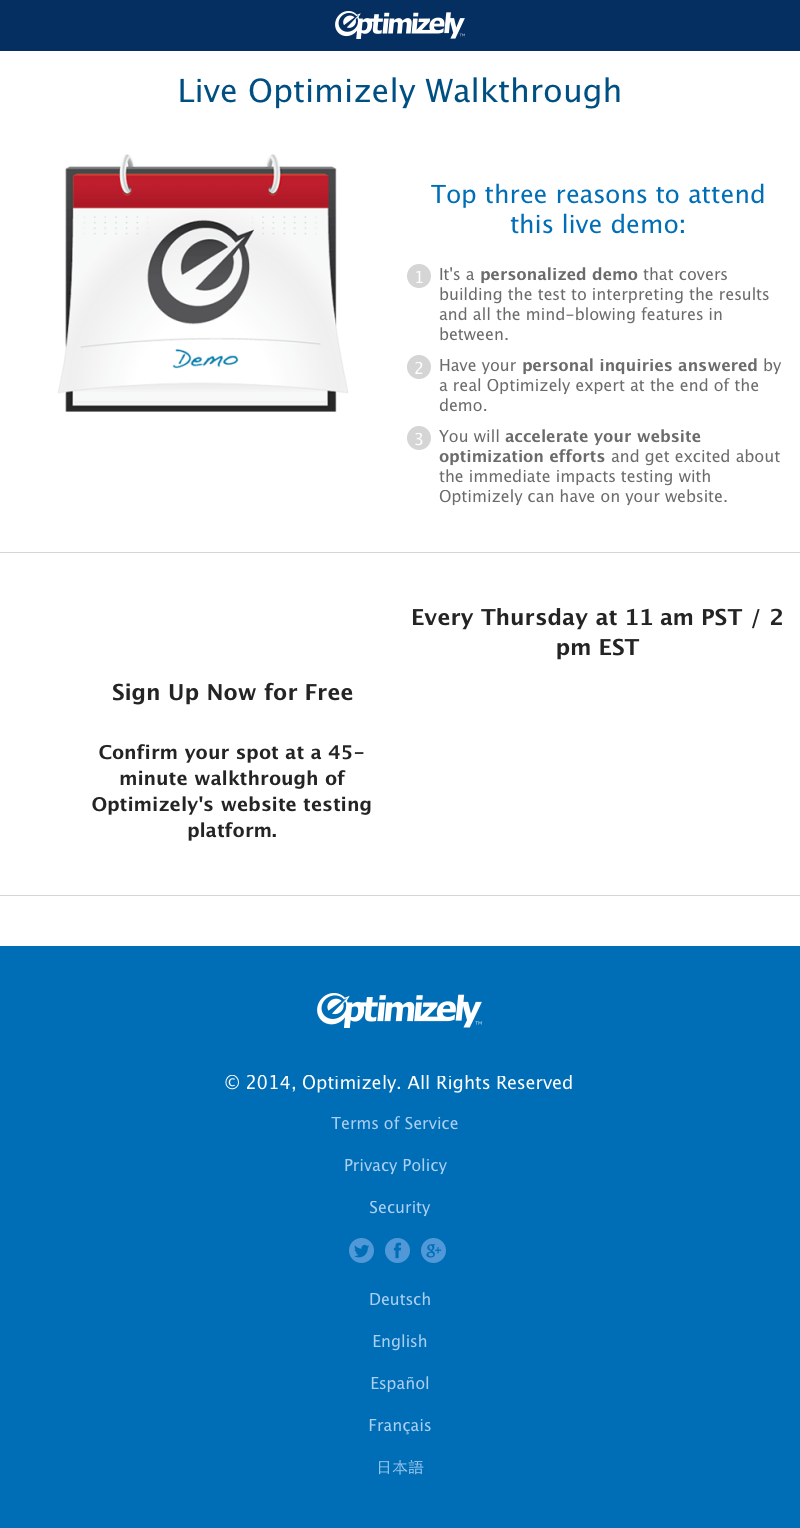 Optimizely™
Live Optimizely Walkthrough
Demo
Top three reasons to attend
this live demo:
1 It's a personalized demo that covers
building the test to interpreting the results
and all the mind-blowing features in
between.
2 Have your personal inquiries answered by
a real Optimizely expert at the end of the
demo.
3 You will accelerate your website
optimization efforts and get excited about
the immediate impacts testing with
Optimizely can have on your website.
Every Thursday at 11 am PST / 2
pm EST
Sign Up Now for Free
Confirm your spot at a 45-
minute walkthrough of
Optimizely's website testing
platform.
Optimizely™
© 2014, Optimizely. All Rights Reserved
Terms of Service
Privacy Policy
Security
Deutsch
English
Español
Français
日本語